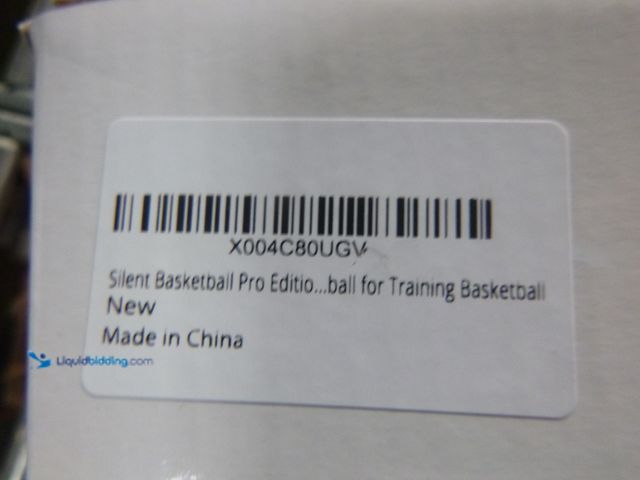 X004C80UGV
Silent Basketball Pro Editio...ball for Training Basketball
New
Made in China
Liquidbidding.com